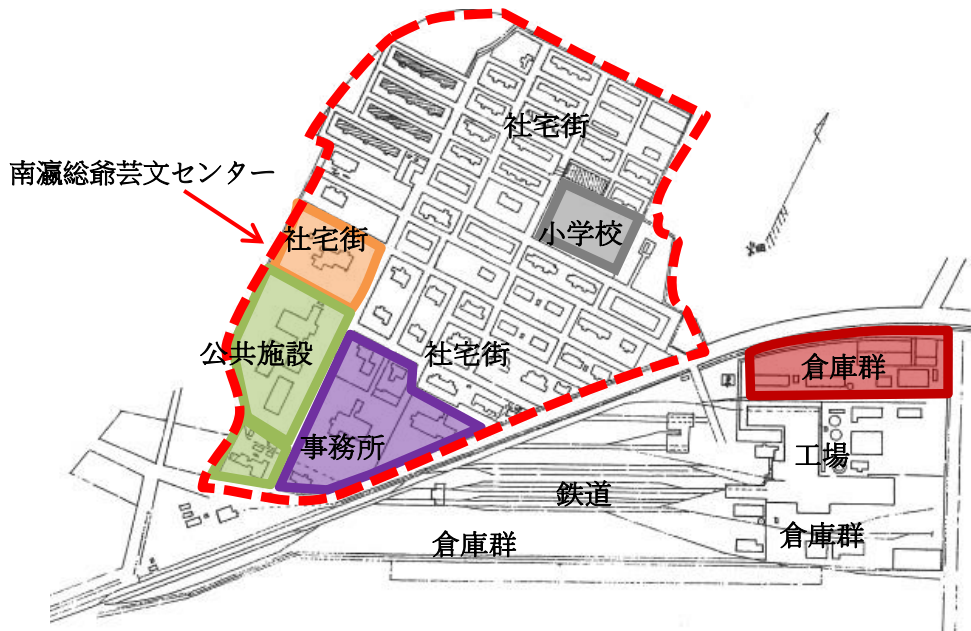 社宅街
南瀛総爺芸文センター
社宅街
小学校
公共施設
社宅街
倉庫群
事務所
工場
鉄道
倉庫群
倉庫群